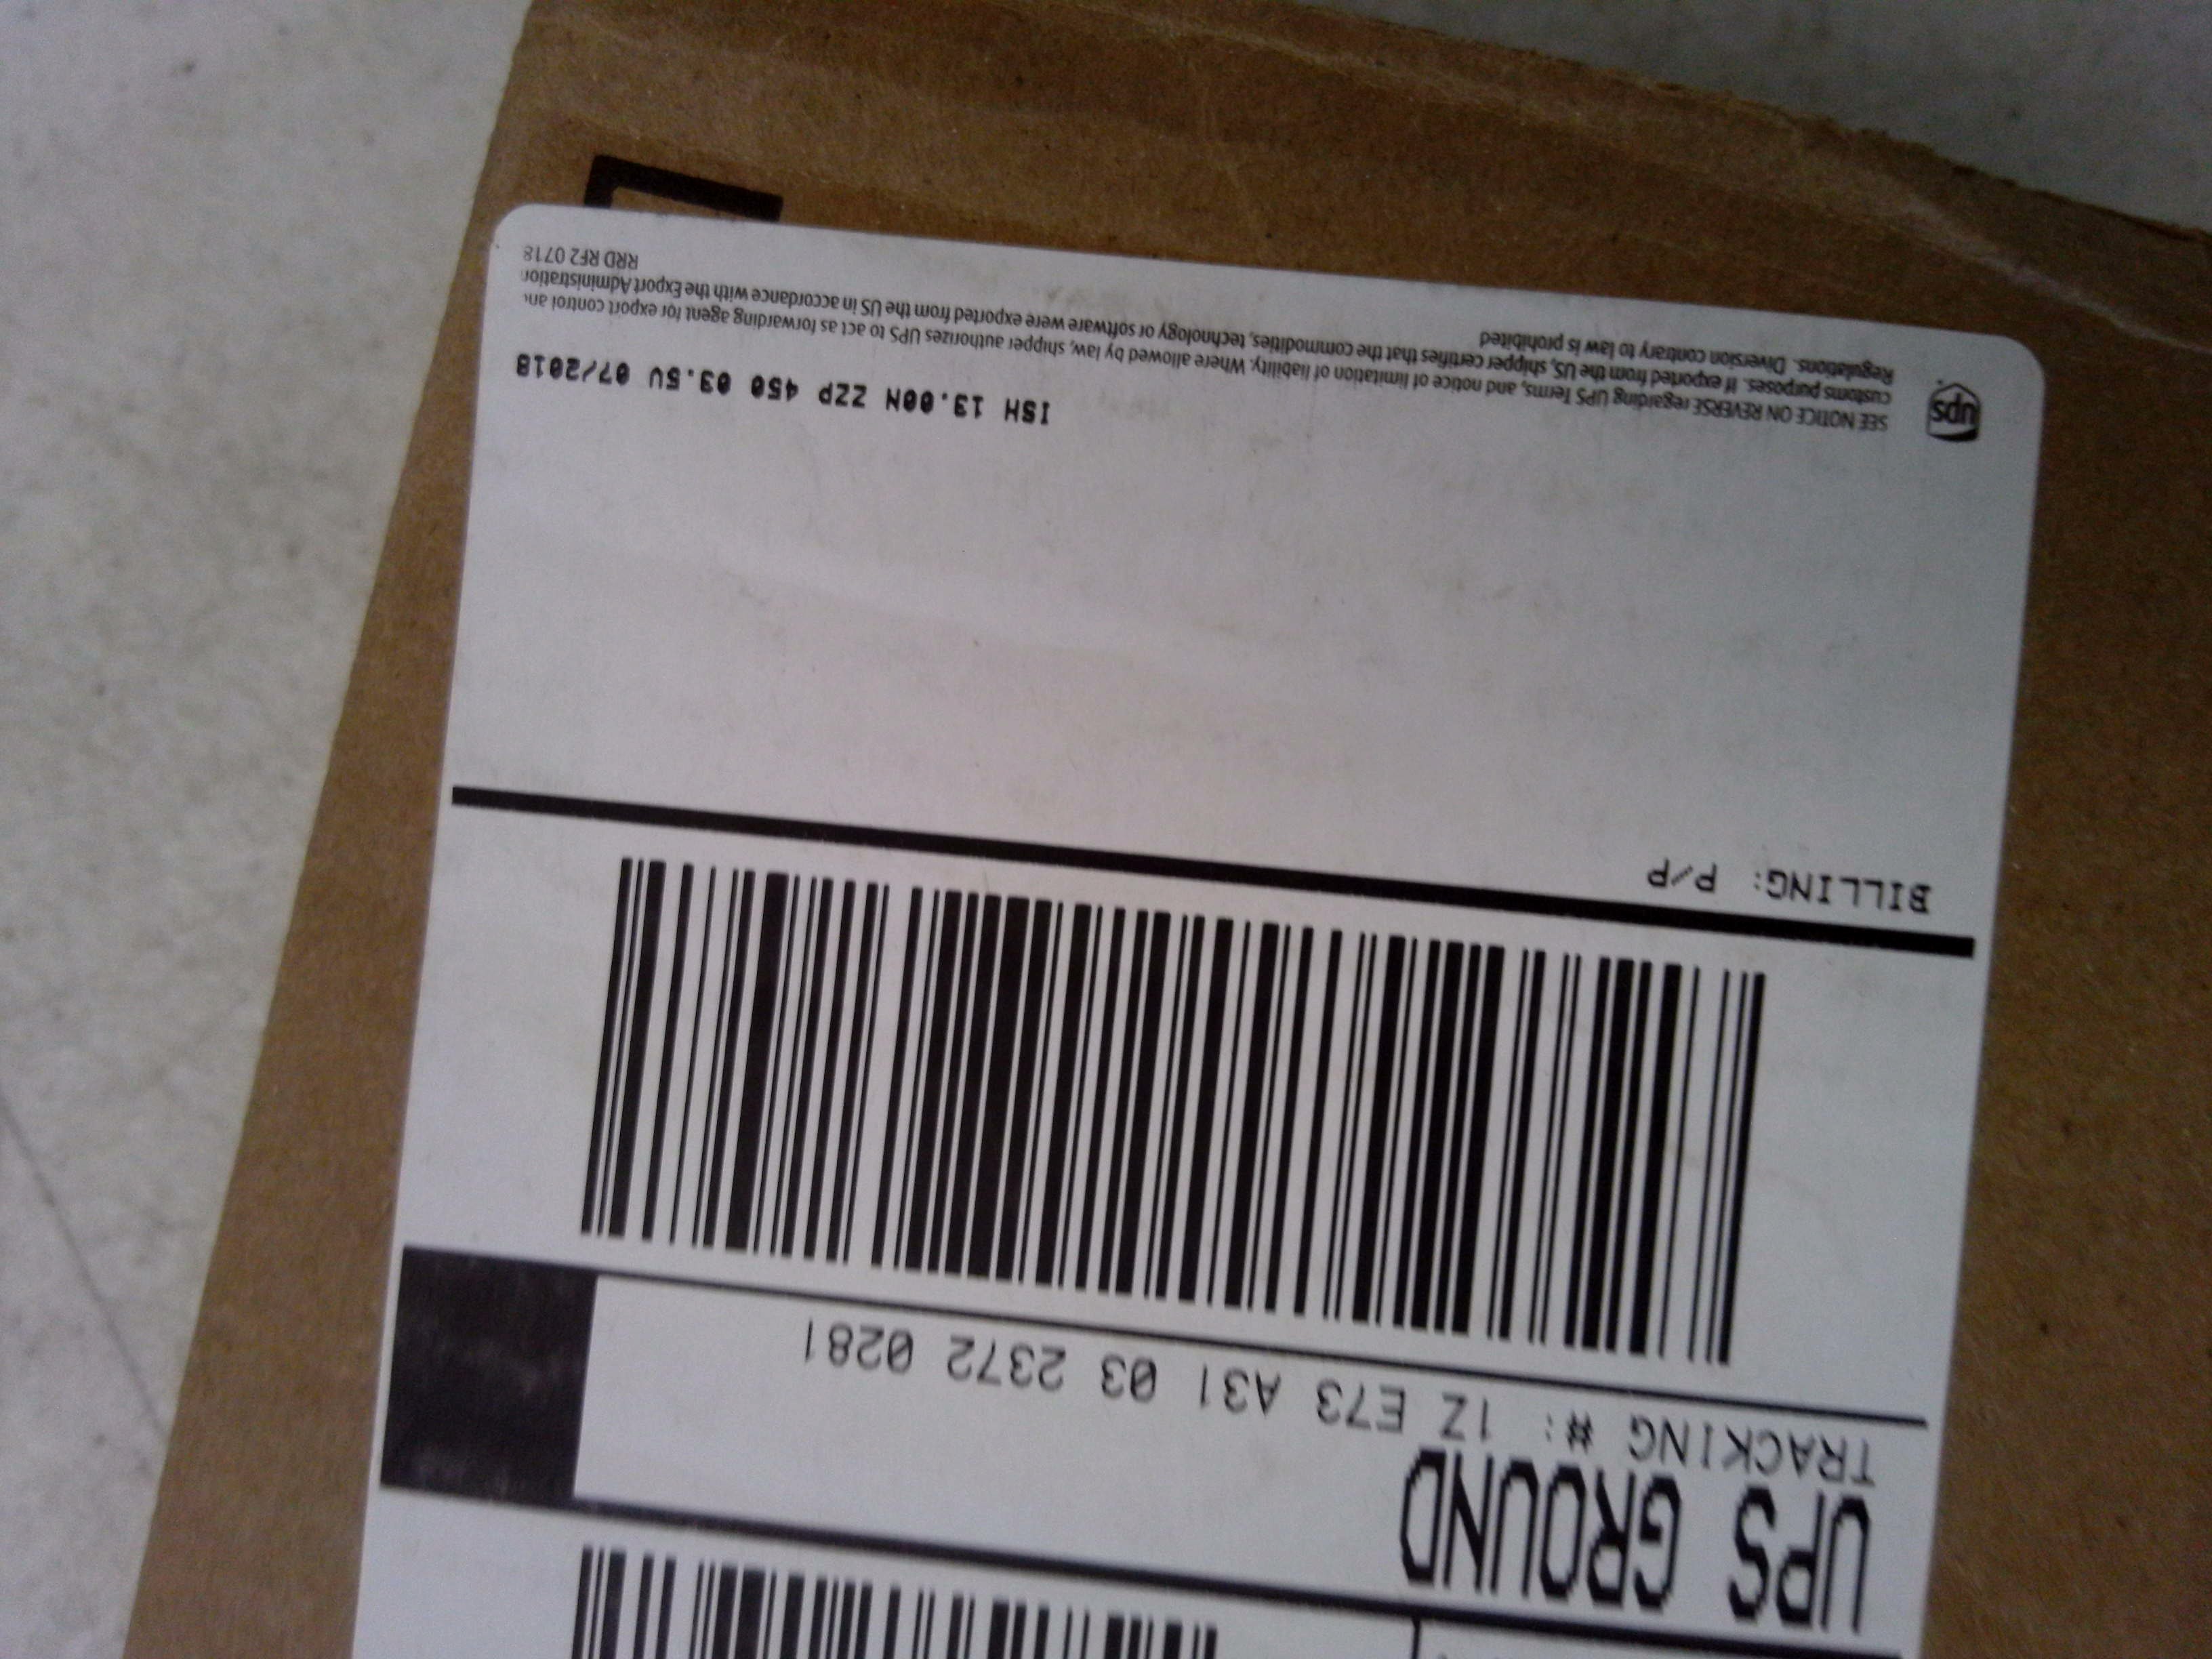 UPS GROUND
TRACKING #: 1Z E73 A31 03 2372 0281
BILLING: P/P
ISH 13.00N ZZP 450 03.5U 07/2018
ups
SEE NOTICE ON REVERSE regarding UPS Terms, and notice of limitation of liability. Where allowed by law, shipper authorizes UPS to act as forwarding agent for export control an
customs purposes. If exported from the US, shipper certifies that the commodities, technology or software were exported from the US in accordance with the Export Administration
Regulations. Diversion contrary to law is prohibited
RRD RF2 0718